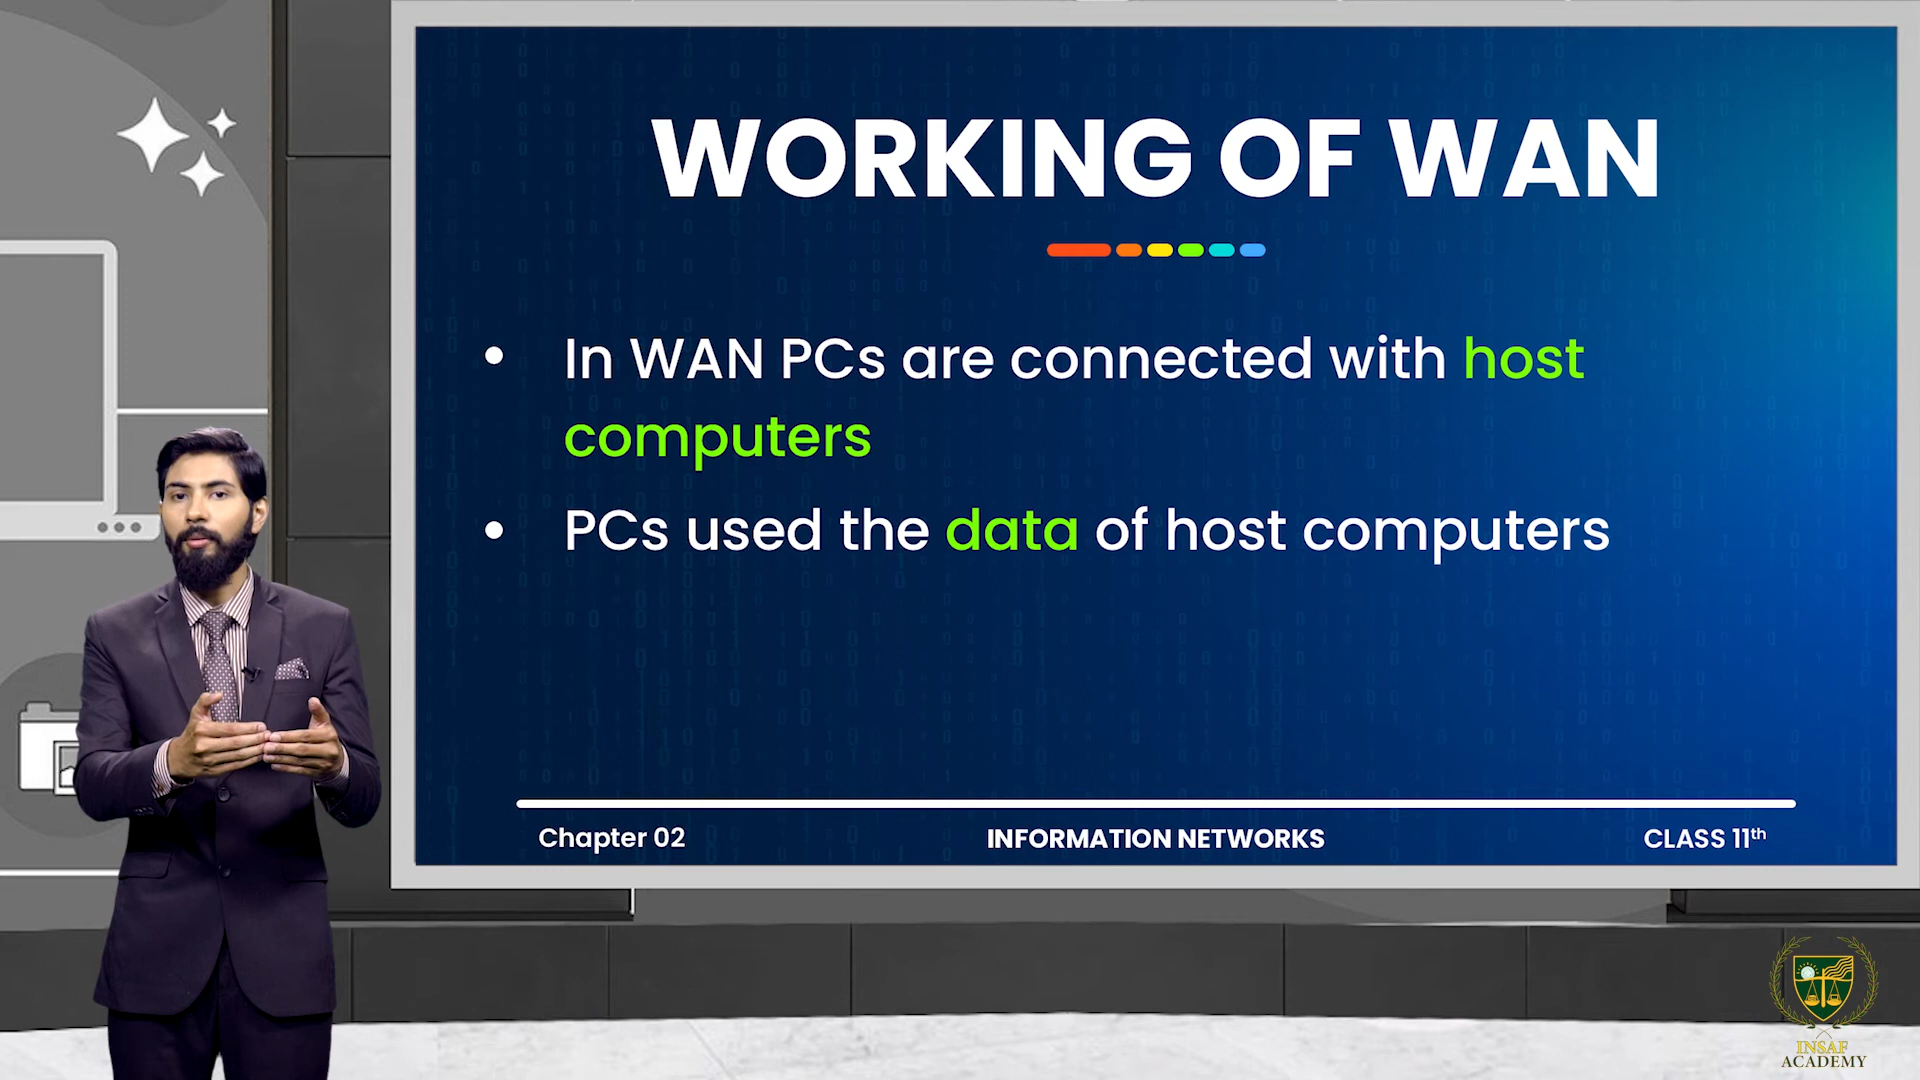 WORKING OF WAN
• In WAN PCs are connected with host
computers
• PCs used the data of host computers
Chapter 02
INFORMATION NETWORKS
CLASS 11th
INSAF
ACADEMY